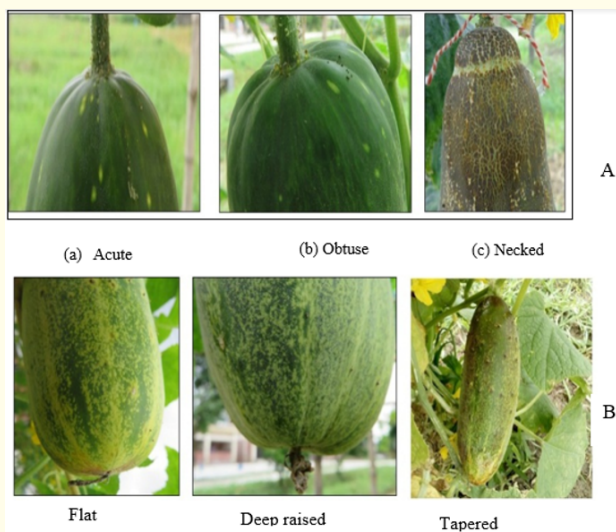 A
(a) Acute
(b) Obtuse
(c) Necked
B
Flat
Deep raised
Tapered